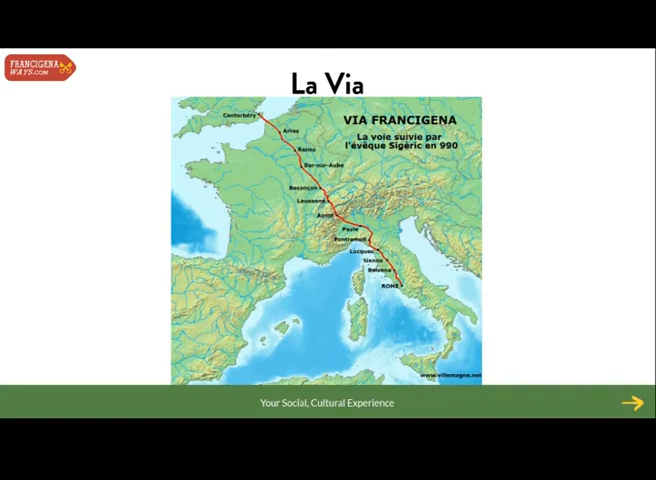 FRANCIGENA
WAYS.COM
La Via
VIA FRANCIGENA
La voie suivie par
l'évêque Sigéric en 990
Cantorbéry
Arras
Reims
Bar-sur-Aube
Besançon
Lausanne
Aoste
Pavie
Pontremoli
Lucques
Sienne
Bolsena
ROME
www.villemagne.net
Your Social, Cultural Experience